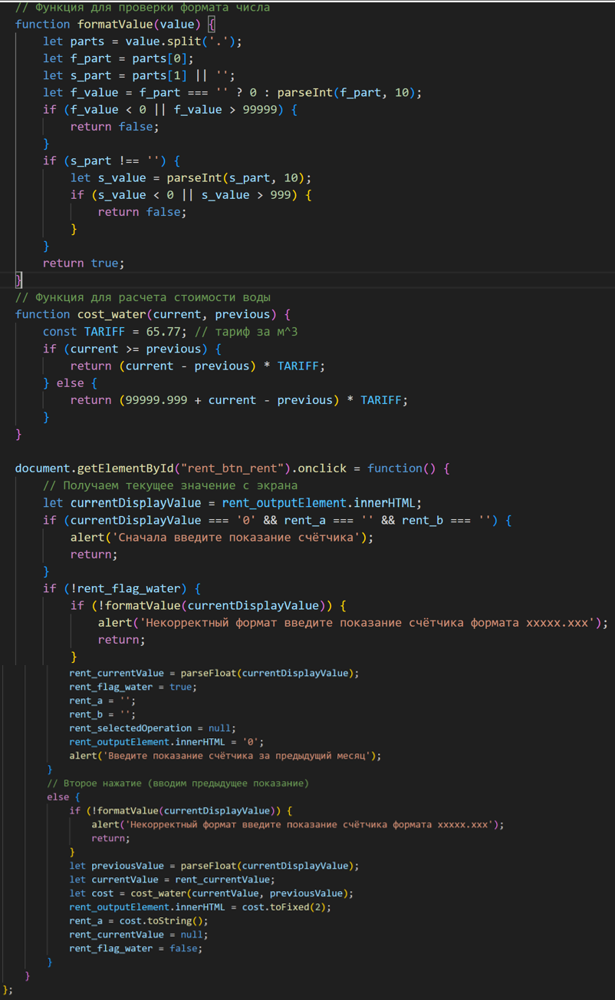 // Функция для проверки формата числа
function formatValue(value) {
    let parts = value.split('.');
    let f_part = parts[0];
    let s_part = parts[1] || '';
    let f_value = f_part === '' ? 0 : parseInt(f_part, 10);
    if (f_value < 0 || f_value > 99999) {
        return false;
    }
    if (s_part !== '') {
        let s_value = parseInt(s_part, 10);
        if (s_value < 0 || s_value > 999) {
            return false;
        }
    }
    return true;
}
// Функция для расчета стоимости воды
function cost_water(current, previous) {
    const TARIFF = 65.77; // тариф за м^3
    if (current >= previous) {
        return (current - previous) * TARIFF;
    } else {
        return (99999.999 + current - previous) * TARIFF;
    }
}

document.getElementById("rent_btn_rent").onclick = function() {
    // Получаем текущее значение с экрана
    let currentDisplayValue = rent_outputElement.innerHTML;
    if (currentDisplayValue === '0' && rent_a === '' && rent_b === '') {
        alert('Сначала введите показание счётчика');
        return;
    }
    if (!rent_flag_water) {
        if (!formatValue(currentDisplayValue)) {
            alert('Некорректный формат введите показание счётчика формата xxxxx.xxx');
            return;
        }
        rent_currentValue = parseFloat(currentDisplayValue);
        rent_flag_water = true;
        rent_a = '';
        rent_b = '';
        rent_selectedOperation = null;
        rent_outputElement.innerHTML = '0';
        alert('Введите показание счётчика за предыдущий месяц');
    }
    // Второе нажатие (вводим предыдущее показание)
    else {
        if (!formatValue(currentDisplayValue)) {
            alert('Некорректный формат введите показание счётчика формата xxxxx.xxx');
            return;
        }
        let previousValue = parseFloat(currentDisplayValue);
        let currentValue = rent_currentValue;
        let cost = cost_water(currentValue, previousValue);
        rent_outputElement.innerHTML = cost.toFixed(2);
        rent_a = cost.toString();
        rent_currentValue = null;
        rent_flag_water = false;
    }
}
};